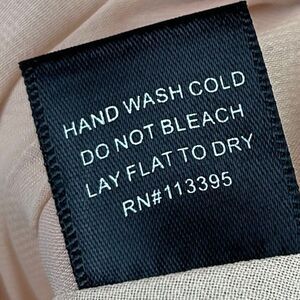 HAND WASH COLD
DO NOT BLEACH
LAY FLAT TO DRY
RN#113395